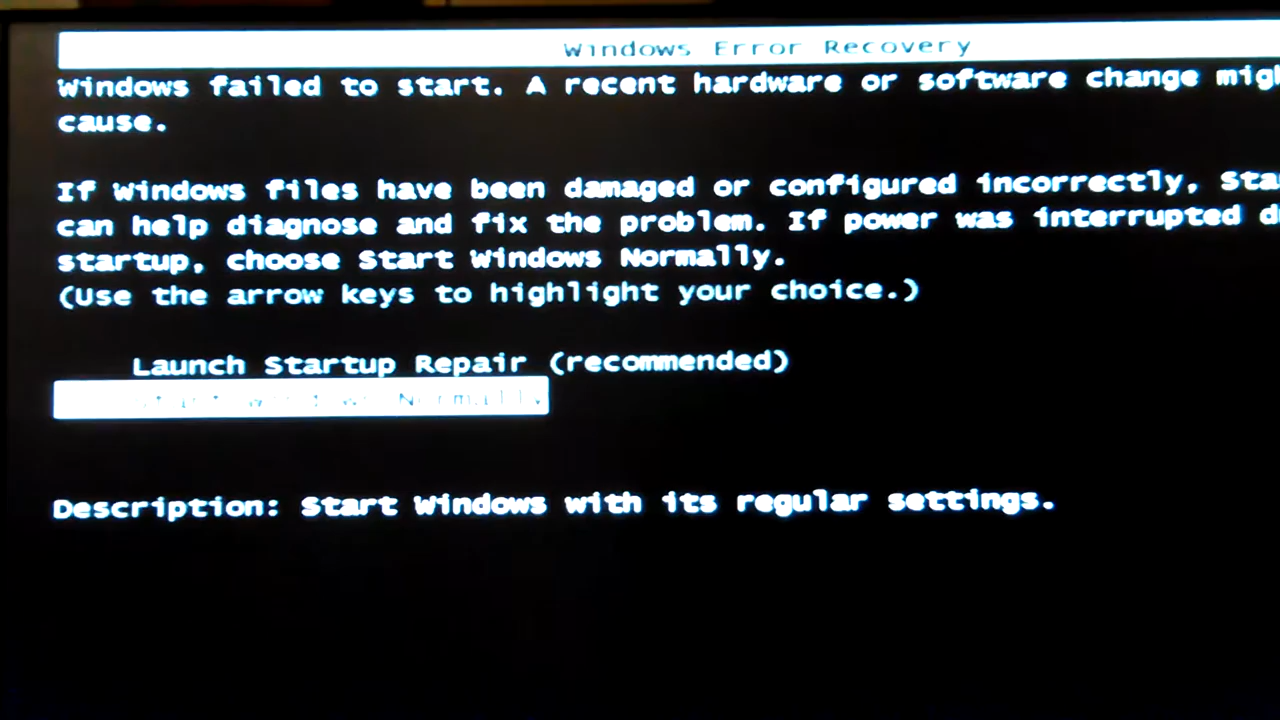 Windows Error Recovery
Windows failed to start. A recent hardware or software change
cause.
If Windows files have been damaged or configured incorrectly,
can help diagnose and fix the problem. If power was interrupted
startup, choose Start Windows Normally.
(Use the arrow keys to highlight your choice.)
Launch Startup Repair (recommended)
Start Windows Normally
Description: Start Windows with its regular settings.